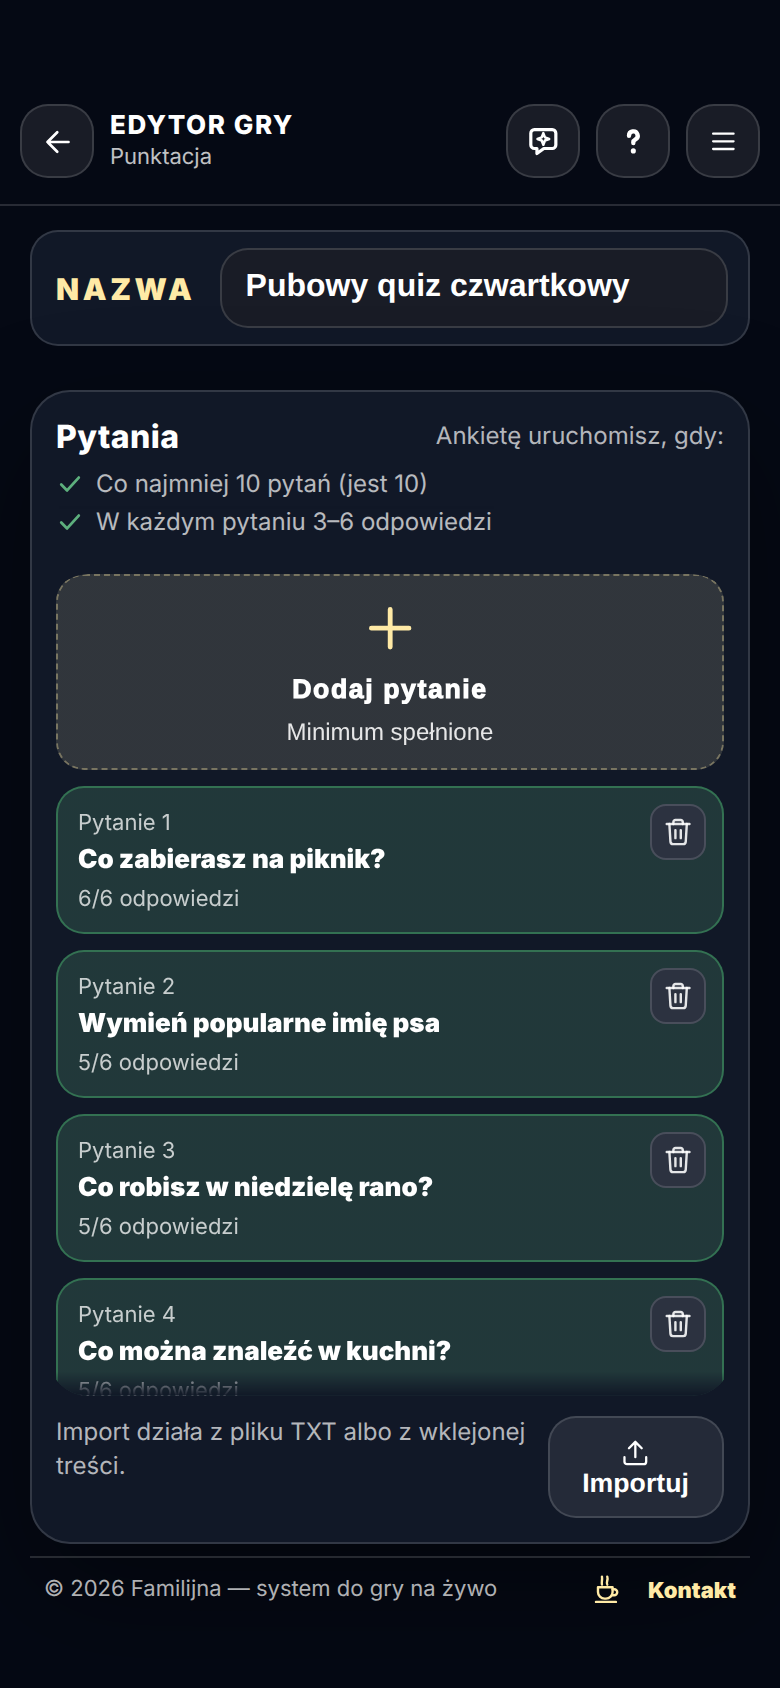 EDYTOR GRY
Punktacja
?
NAZWA
Pubowy quiz czwartkowy
Pytania
Ankietę uruchomisz, gdy:
Co najmniej 10 pytań (jest 10)
W każdym pytaniu 3–6 odpowiedzi
Dodaj pytanie
Minimum spełnione
Pytanie 1
Co zabierasz na piknik?
6/6 odpowiedzi
Pytanie 2
Wymień popularne imię psa
5/6 odpowiedzi
Pytanie 3
Co robisz w niedzielę rano?
5/6 odpowiedzi
Pytanie 4
Co można znaleźć w kuchni?
5/6 odpowiedzi
Import działa z pliku TXT albo z wklejonej
treści.
Importuj
© 2026 Familijna — system do gry na żywo
Kontakt